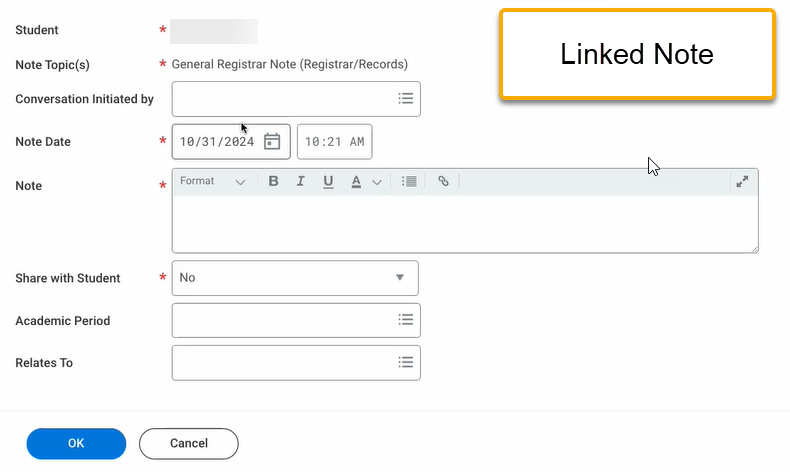 Student *
Linked Note
Note Topic(s) * General Registrar Note (Registrar/Records)
Conversation Initiated by
Note Date * 10/31/2024 10:21 AM
Note * Format B I U A
Share with Student * No
Academic Period
Relates To
OK Cancel